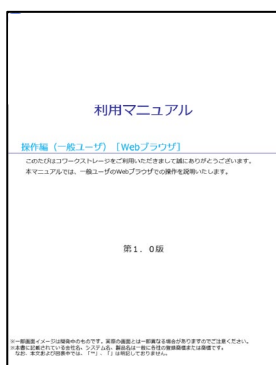 利用マニュアル
操作編（一般ユーザ）［Webブラウザ］
このたびはコワークストレージをご利用いただきまして誠にありがとうございます。
本マニュアルでは、一般ユーザのWebブラウザでの操作を説明いたします。
第1．0版
※一部画面イメージは開発中のものです。実際の画面とは一部異なる場合がありますのでご注意ください。
※本書に記載されている会社名、システム名、製品名は一般に各社の登録商標または商標です。
なお、本文および図表中では、「™」、「」は明記しておりません。